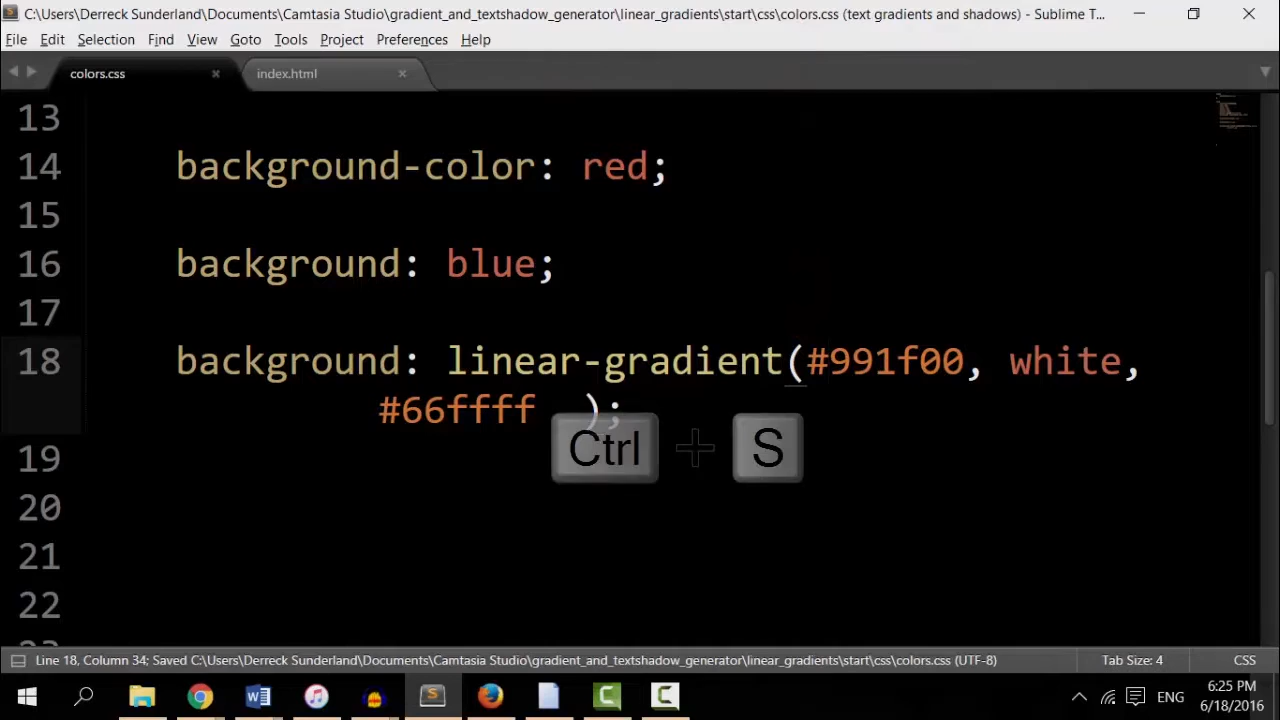 C:\Users\Derreck Sunderland\Documents\Camtasia Studio\gradient_and_textshadow_generator\linear_gradients\start\css\colors.css (text gradients and shadows) - Sublime T...
File Edit Selection Find View Goto Tools Project Preferences Help
colors.css × index.html ×
13
14 background-color: red;
15
16 background: blue;
17
18 background: linear-gradient(#991f00, white,
#66ffff );
Ctrl + S
19
20
21
22
Line 18, Column 34; Saved C:\Users\Derreck Sunderland\Documents\Camtasia Studio\gradient_and_textshadow_generator\linear_gradients\start\css\colors.css (UTF-8) Tab Size: 4 CSS
ENG 6:25 PM
6/18/2016